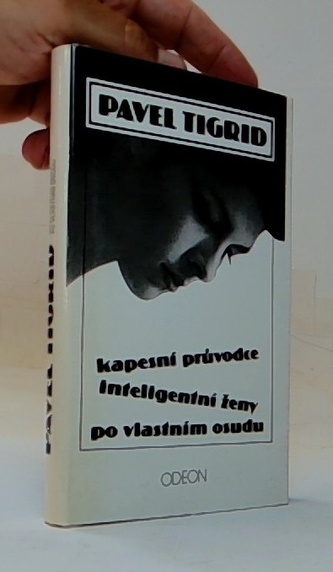 PAVEL TIGRID
kapesní průvodce
inteligentní ženy
po vlastním osudu
ODEON
PAVEL TIGRID